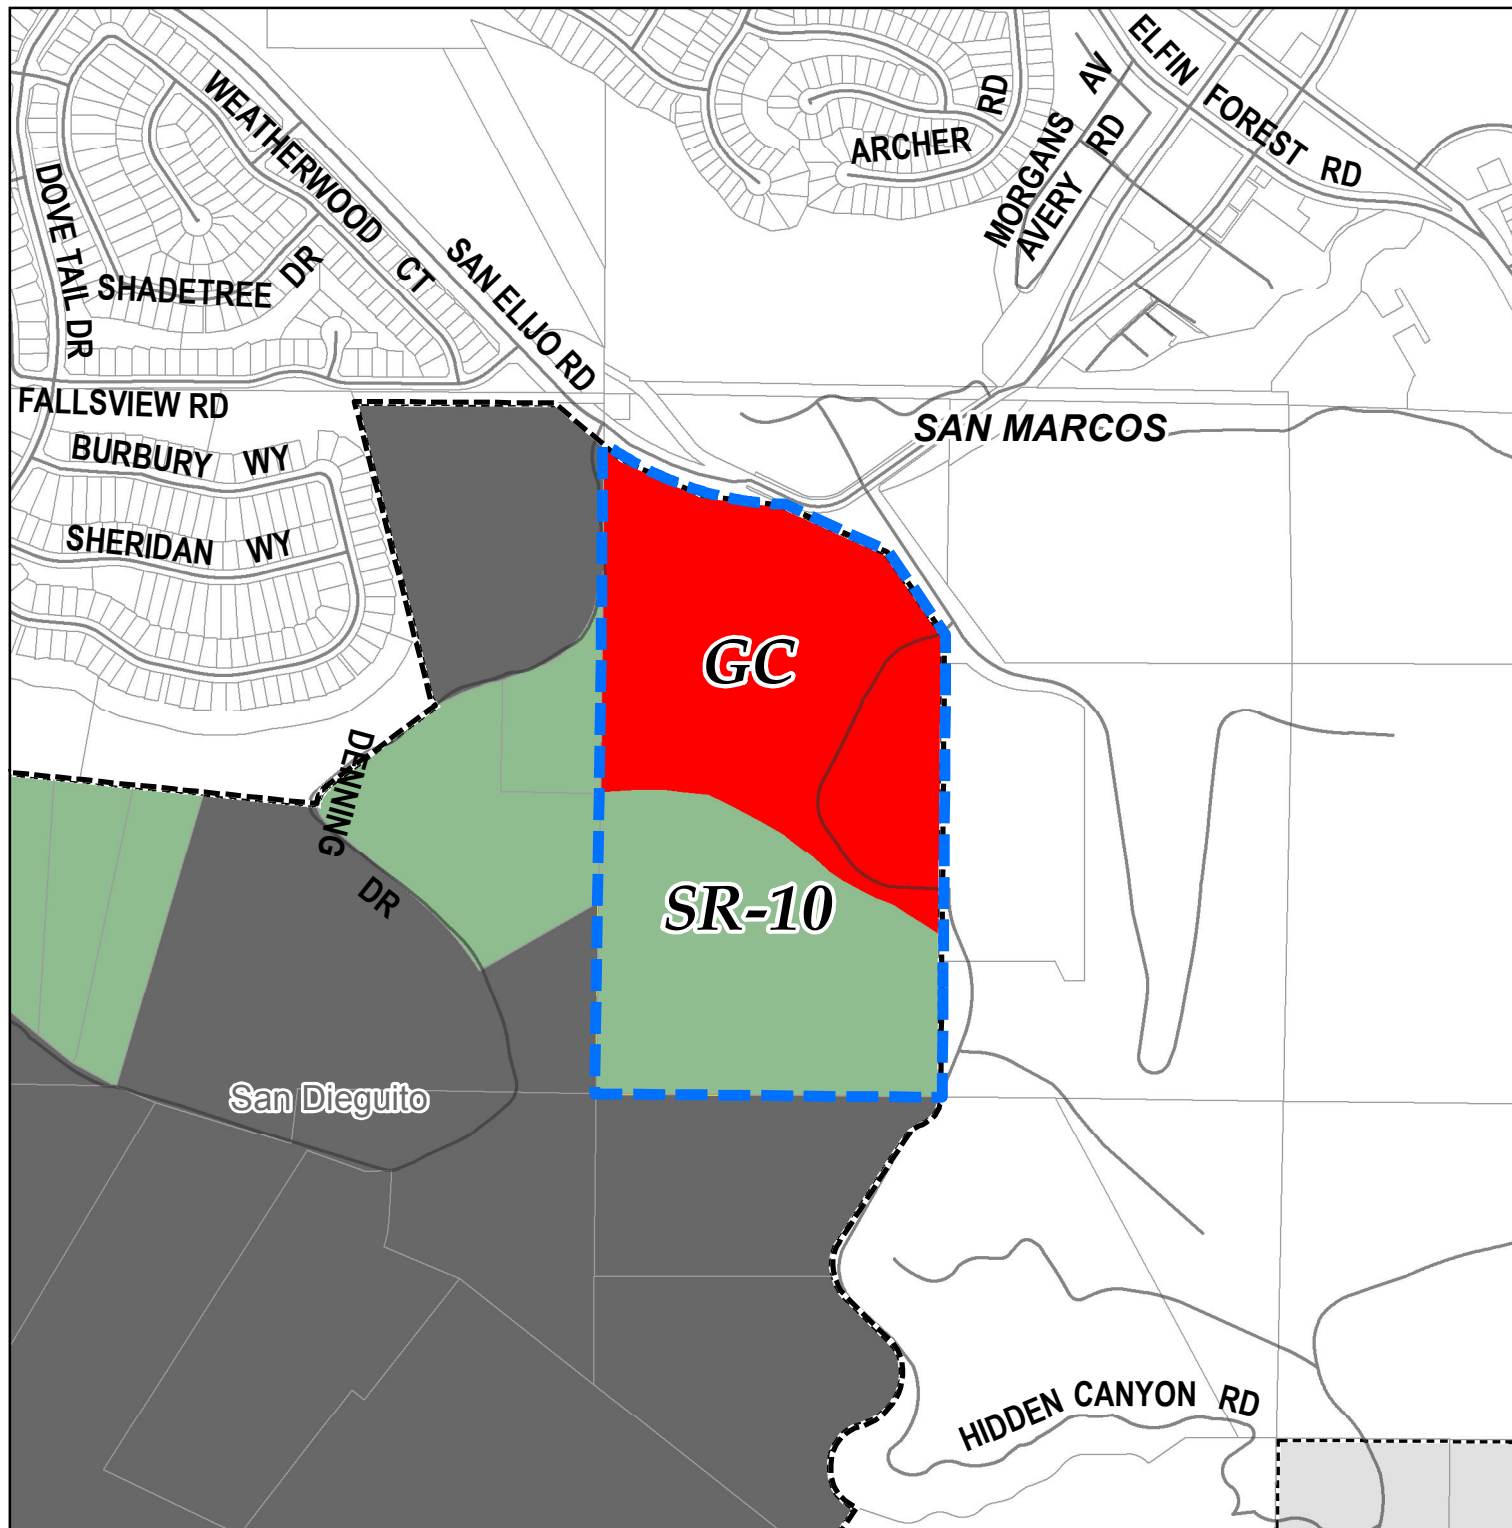 ELFIN FOREST RD
WEATHERWOOD CT
ARCHER RD
MORGANS AV
AVERY RD
DOVE TAIL DR
SHADETREE DR
SAN ELIJO RD
FALLSVIEW RD
SAN MARCOS
BURBURY WY
SHERIDAN WY
GC
DENNING DR
SR-10
San Dieguito
HIDDEN CANYON RD